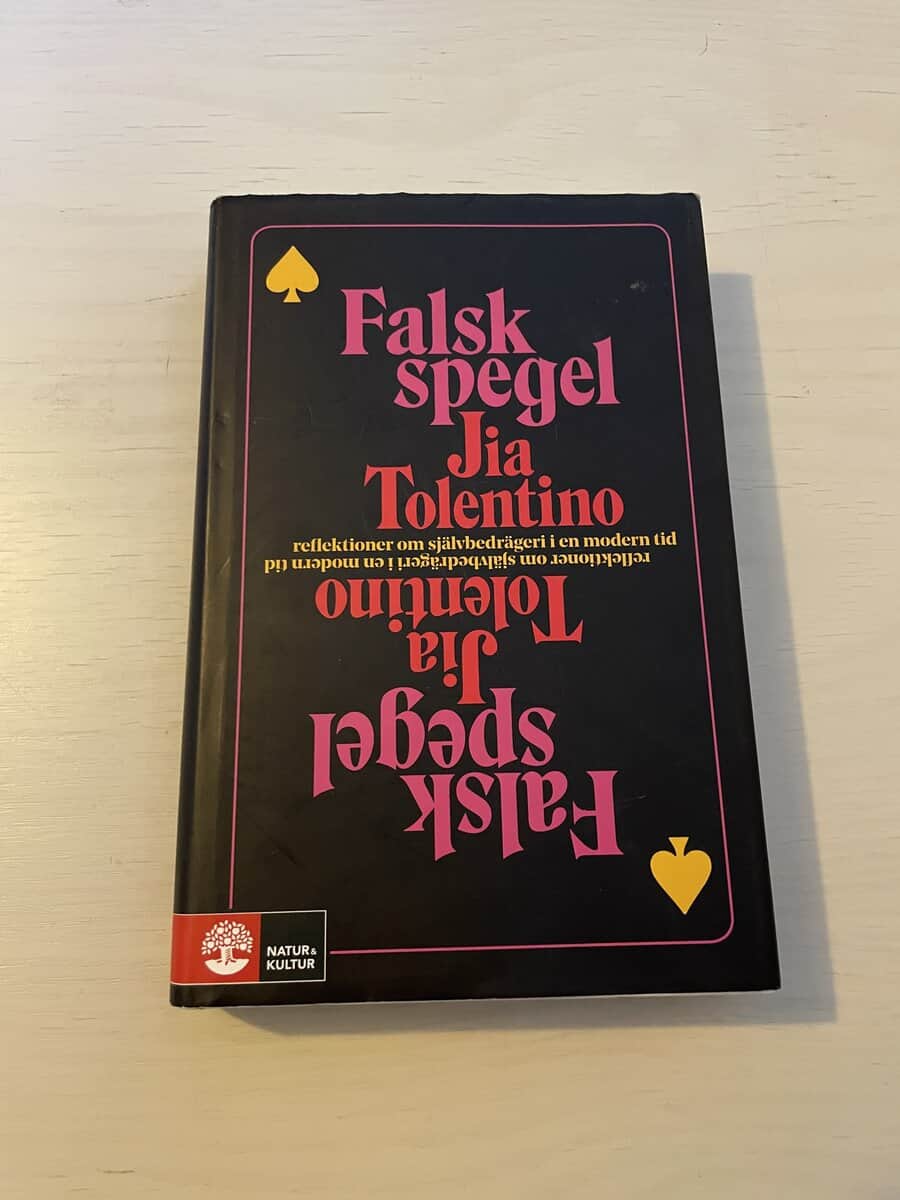 Falsk
spegel
Jia
Tolentino
reflektioner om självbedrägeri i en modern tid
reflektioner om självbedrägeri i en modern tid
Tolentino
Jia
spegel
Falsk
NATUR &
KULTUR